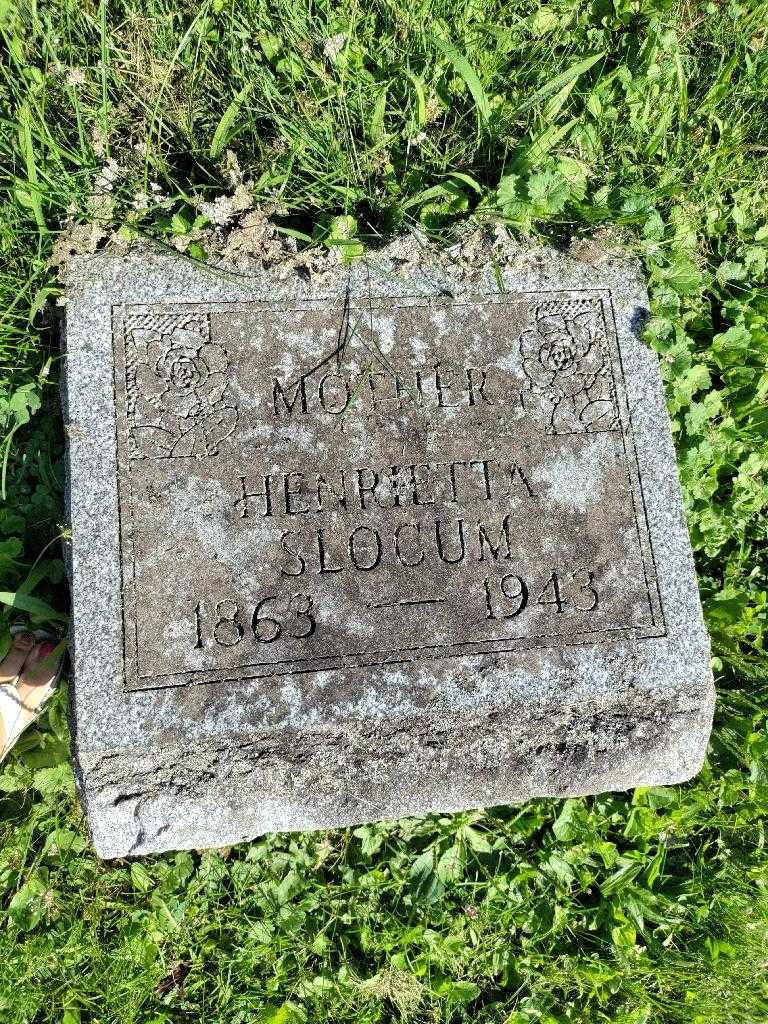 MOTHER
HENRIETTA
SLOCUM
1863 — 1943